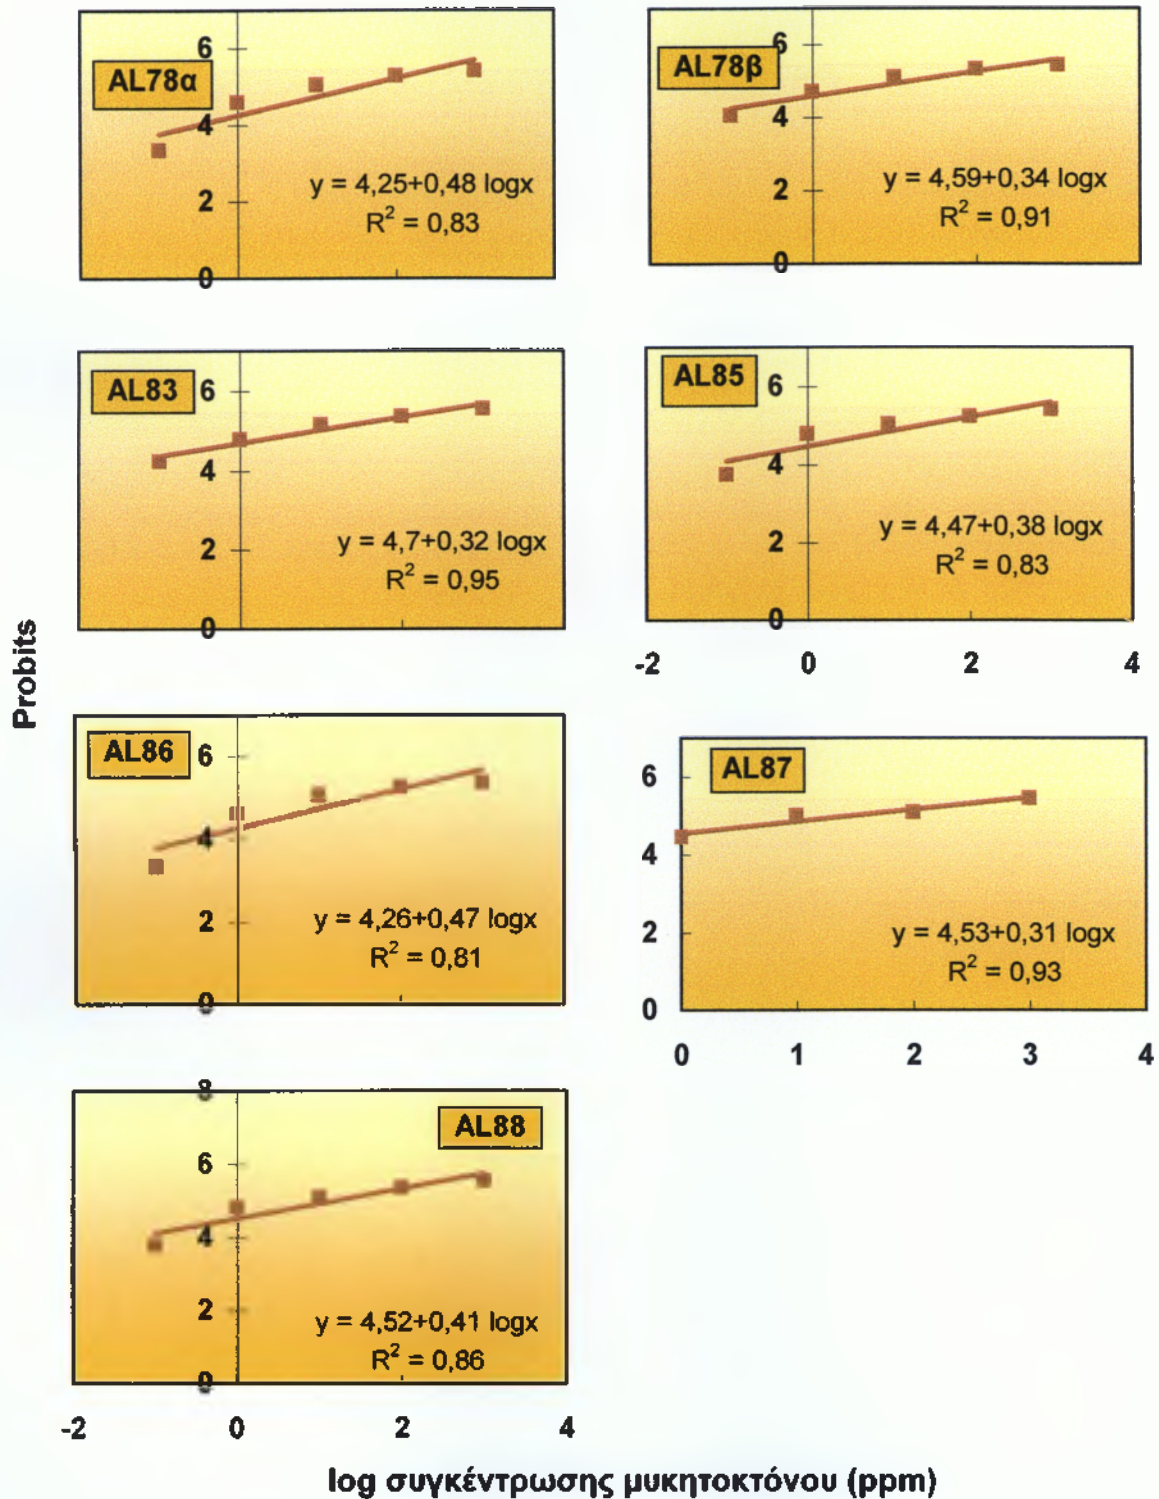 AL78α
6
4
2
0
y = 4,25+0,48 logx
R² = 0,83
AL78β
6
4
2
0
y = 4,59+0,34 logx
R² = 0,91
AL83
6
4
2
0
y = 4,7+0,32 logx
R² = 0,95
AL85
6
4
2
0
y = 4,47+0,38 logx
R² = 0,83
-2 0 2 4
Probits
AL86
6
4
2
0
y = 4,26+0,47 logx
R² = 0,81
AL87
6
4
2
0
y = 4,53+0,31 logx
R² = 0,93
0 1 2 3 4
AL88
8
6
4
2
0
y = 4,52+0,41 logx
R² = 0,86
-2 0 2 4
log συγκέντρωσης μυκητοκτόνου (ppm)